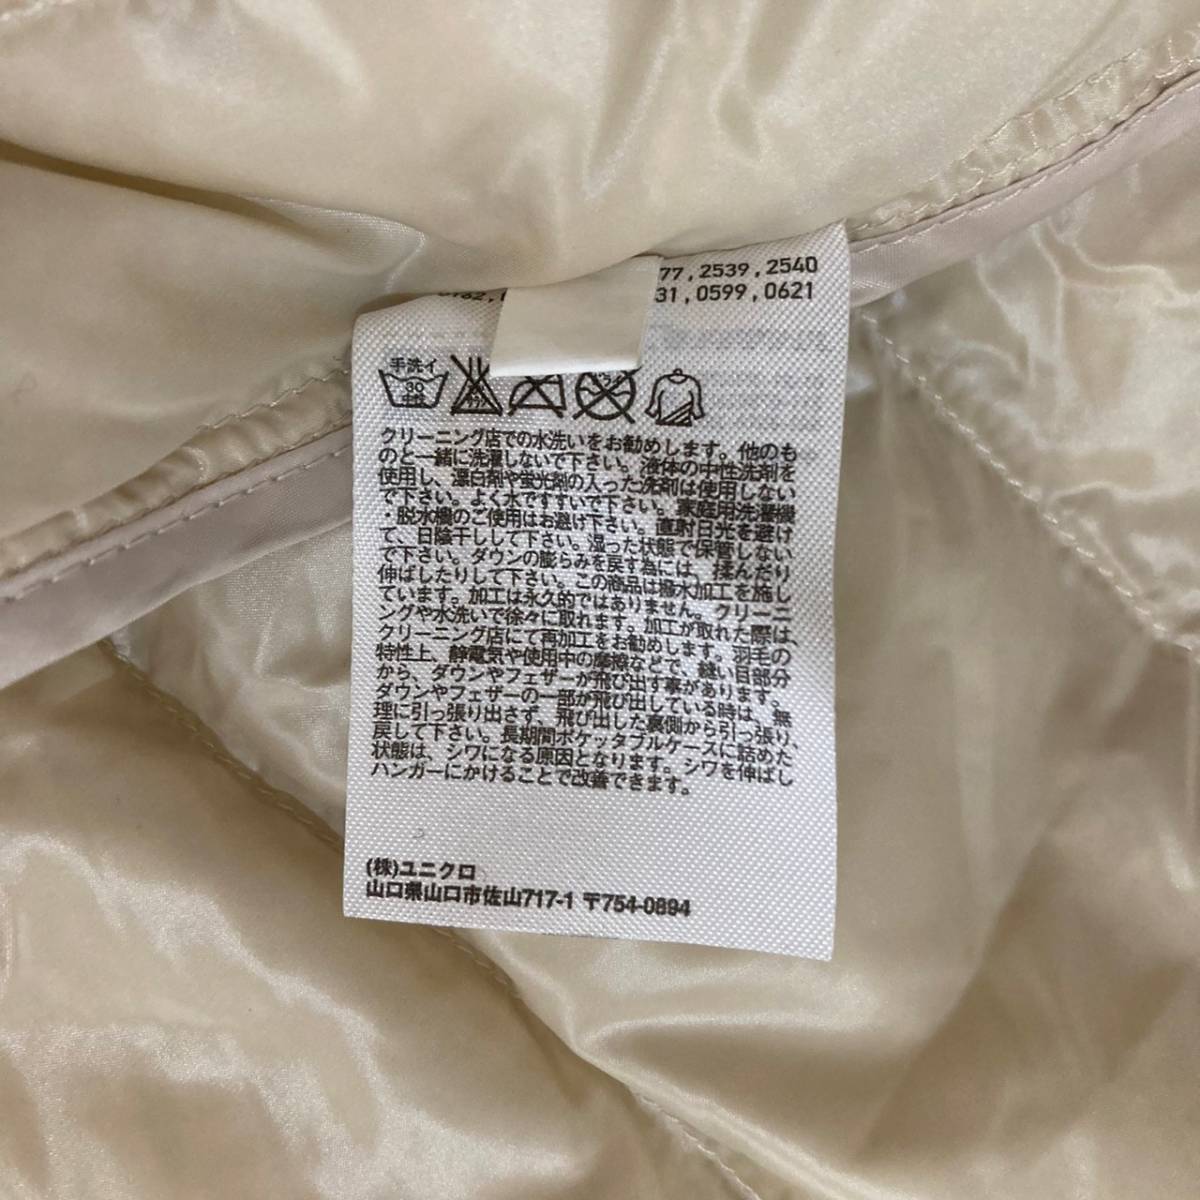 77,2539,2540
31,0599,0621
手洗イ
30
クリーニング店での水洗いをお勧めします。他のも
のと一緒に洗濯しないで下さい。液体の中性洗剤を
使用し、漂白剤や蛍光剤の入った洗剤は使用しない
で下さい。よく水ですすいで下さい。家庭用洗濯機
・脱水機のご使用はお避け下さい。直射日光を避け
て、日陰干しして下さい。湿った状態で保管しない
で下さい。ダウンの膨らみを戻す為には、揉んだり
伸ばしたりして下さい。この商品は撥水加工を施し
ています。加工は永久的ではありません。クリーニ
ングや水洗いで徐々に取れます。加工が取れた際は、
クリーニング店にて再加工をお勧めします。羽毛の
特性上、静電気や使用中の摩擦などで、縫い目部分
から、ダウンやフェザーが飛び出す事があります。
ダウンやフェザーの一部が飛び出している時は、無
理に引っ張り出さず、飛び出した裏側から引っ張り、
戻して下さい。長期間ポケッタブルケースに詰めた
状態は、シワになる原因となります。シワを伸ばし
ハンガーにかけることで改善できます。
(株)ユニクロ
山口県山口市佐山717-1 〒754-0894